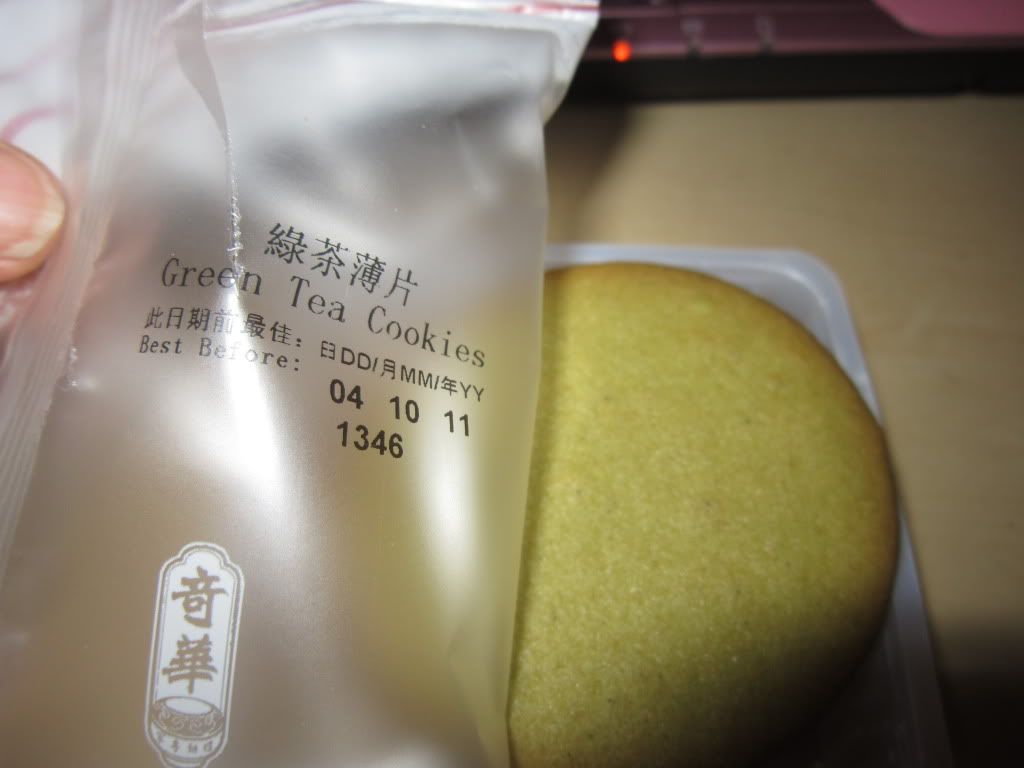 綠茶薄片
Green Tea Cookies
此日期前最佳: 日DD/月MM/年YY
Best Before:
04 10 11
1346
奇華